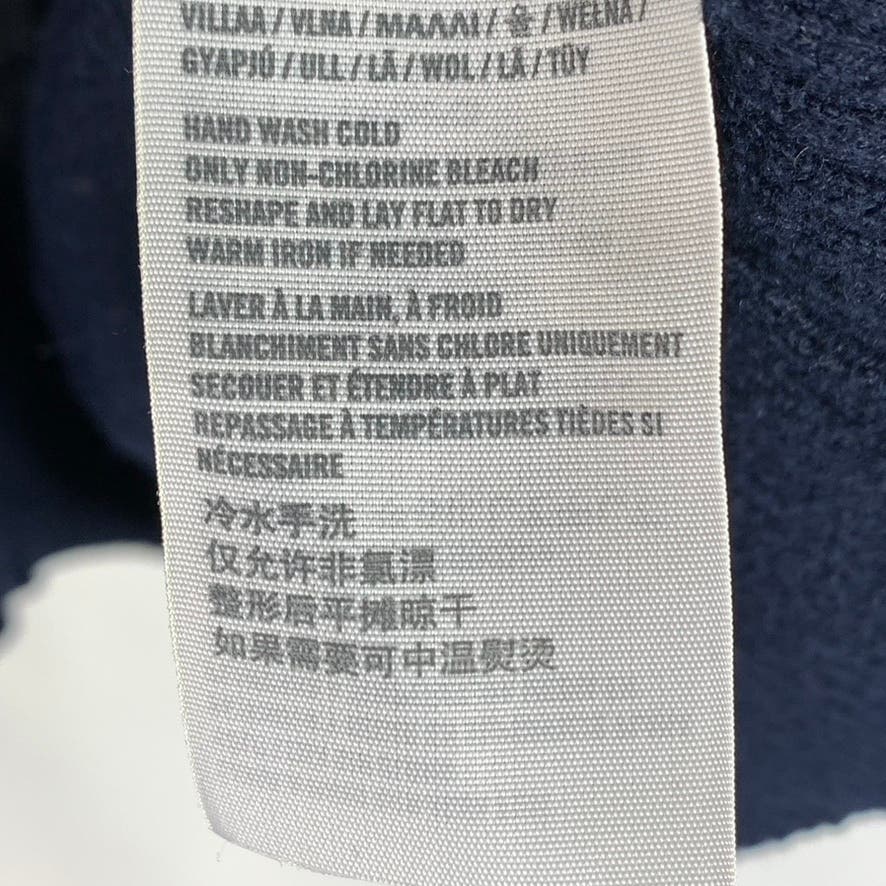 VILLAA / VLNA / ΜΑΛΛΙ / 울 / WEŁNA /
GYAPJÚ / ULL / LÃ / WOL / LÂ / TÜY
HAND WASH COLD
ONLY NON-CHLORINE BLEACH
RESHAPE AND LAY FLAT TO DRY
WARM IRON IF NEEDED
LAVER À LA MAIN, À FROID
BLANCHIMENT SANS CHLORE UNIQUEMENT
SECOUER ET ÉTENDRE À PLAT
REPASSAGE À TEMPÉRATURES TIÈDES SI
NÉCESSAIRE
冷水手洗
仅允许非氯漂
整形后平摊晾干
如果需要可中温熨烫